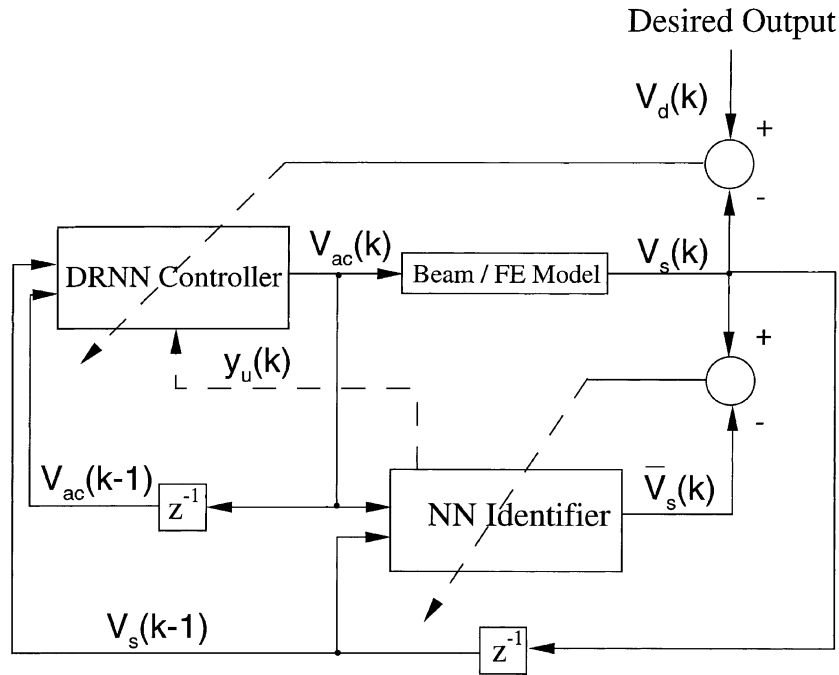 Desired Output
V_d(k)
+
-
V_ac(k)
DRNN Controller
Beam / FE Model
V_s(k)
+
y_u(k)
-
V_ac(k-1)
z^-1
NN Identifier
V̅_s(k)
V_s(k-1)
z^-1